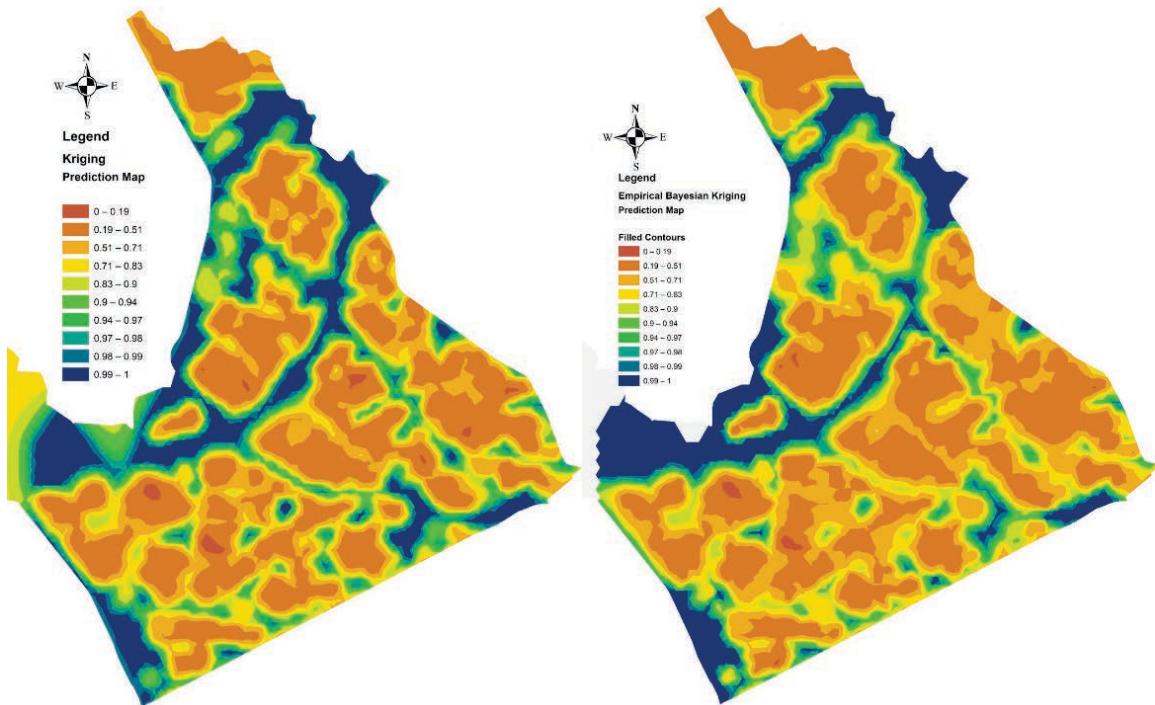 N
W E
S
Legend
Kriging
Prediction Map
0 – 0.19
0.19 – 0.51
0.51 – 0.71
0.71 – 0.83
0.83 – 0.9
0.9 – 0.94
0.94 – 0.97
0.97 – 0.98
0.98 – 0.99
0.99 – 1
N
W E
S
Legend
Empirical Bayesian Kriging
Prediction Map
Filled Contours
0 – 0.19
0.19 – 0.51
0.51 – 0.71
0.71 – 0.83
0.83 – 0.9
0.9 – 0.94
0.94 – 0.97
0.97 – 0.98
0.98 – 0.99
0.99 – 1